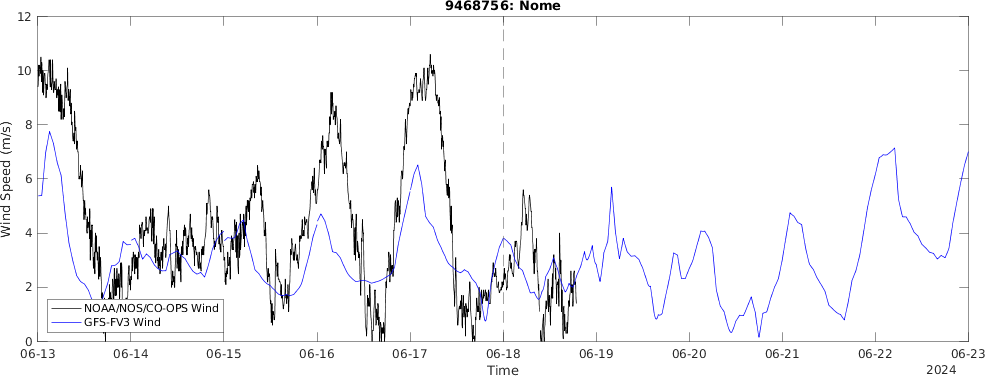 9468756: Nome
12
10
8
6
4
2
0
Wind Speed (m/s)
NOAA/NOS/CO-OPS Wind
GFS-FV3 Wind
06-13 06-14 06-15 06-16 06-17 06-18 06-19 06-20 06-21 06-22 06-23
Time
2024